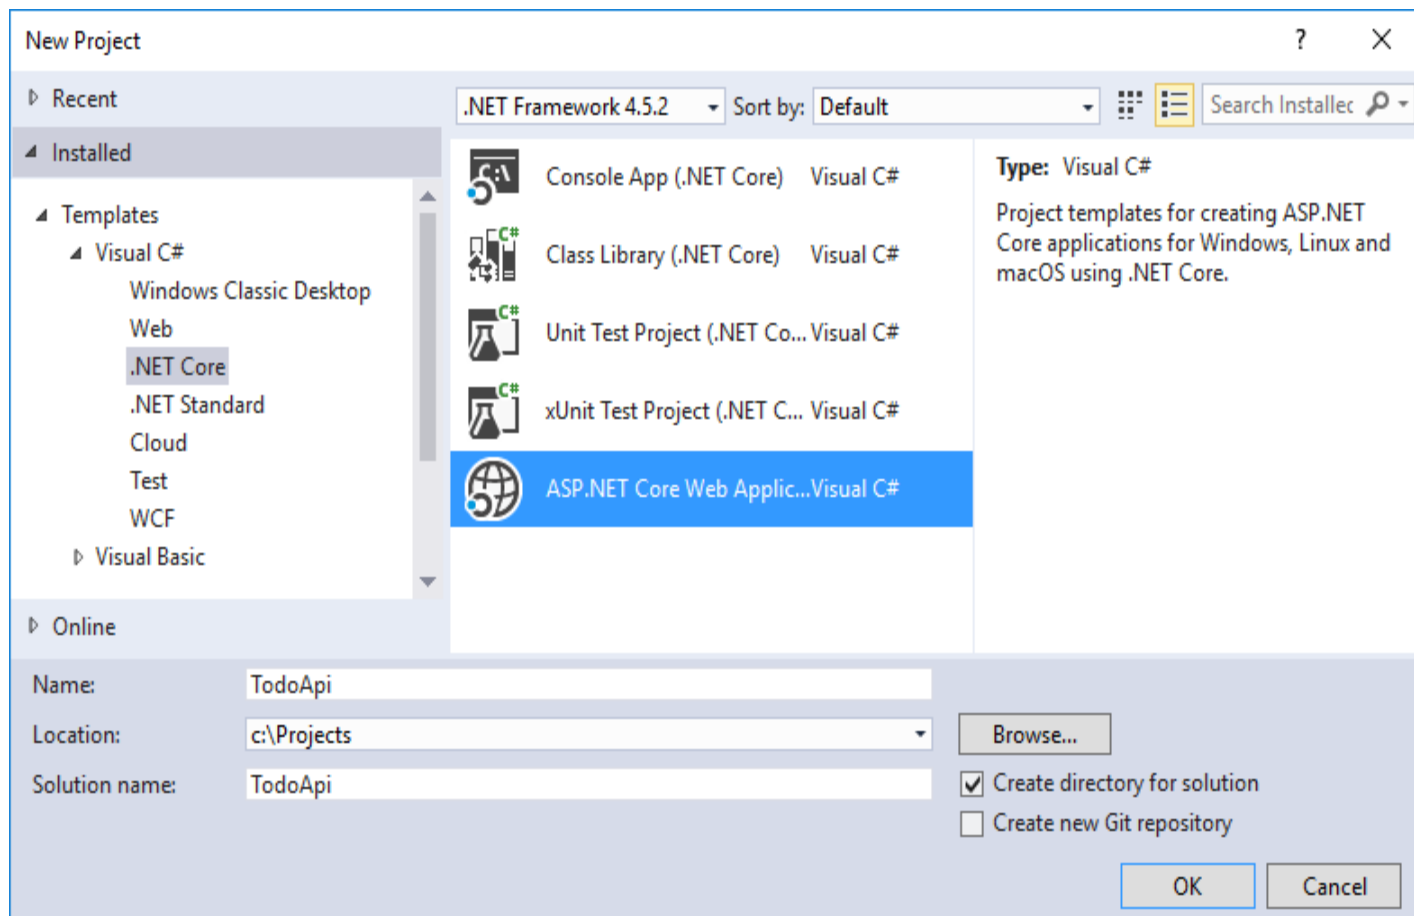 New Project
?
Recent
.NET Framework 4.5.2
Sort by:
Default
Search Installec
Installed
Templates
Visual C#
Windows Classic Desktop
Web
.NET Core
.NET Standard
Cloud
Test
WCF
Visual Basic
Online
C:\
Console App (.NET Core) Visual C#
C#
Class Library (.NET Core) Visual C#
C#
Unit Test Project (.NET Co... Visual C#
C#
xUnit Test Project (.NET C... Visual C#
ASP.NET Core Web Applic... Visual C#
Type: Visual C#
Project templates for creating ASP.NET
Core applications for Windows, Linux and
macOS using .NET Core.
Name: TodoApi
Location: c:\Projects
Browse...
Solution name: TodoApi
Create directory for solution
Create new Git repository
OK
Cancel